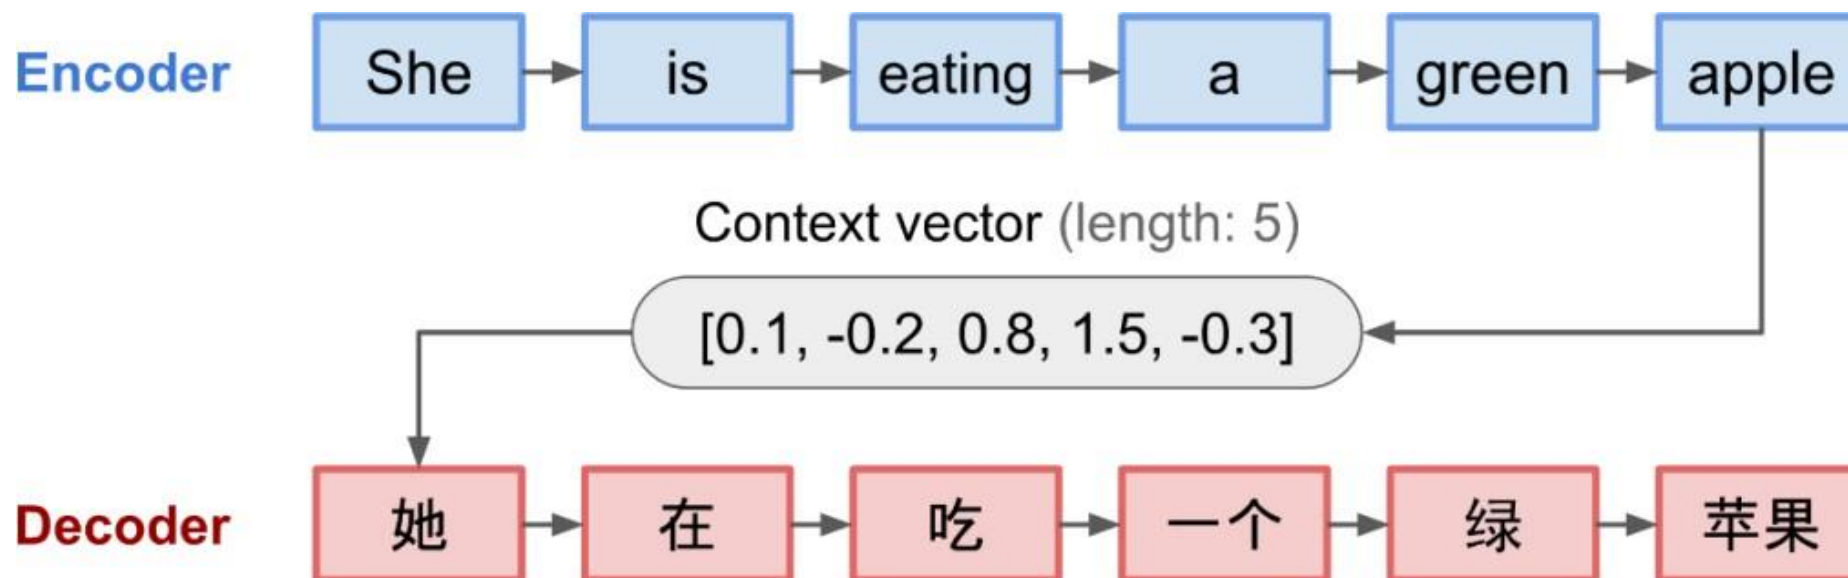 Encoder She is eating a green apple
Context vector (length: 5)
[0.1, -0.2, 0.8, 1.5, -0.3]
Decoder 她 在 吃 一个 绿 苹果